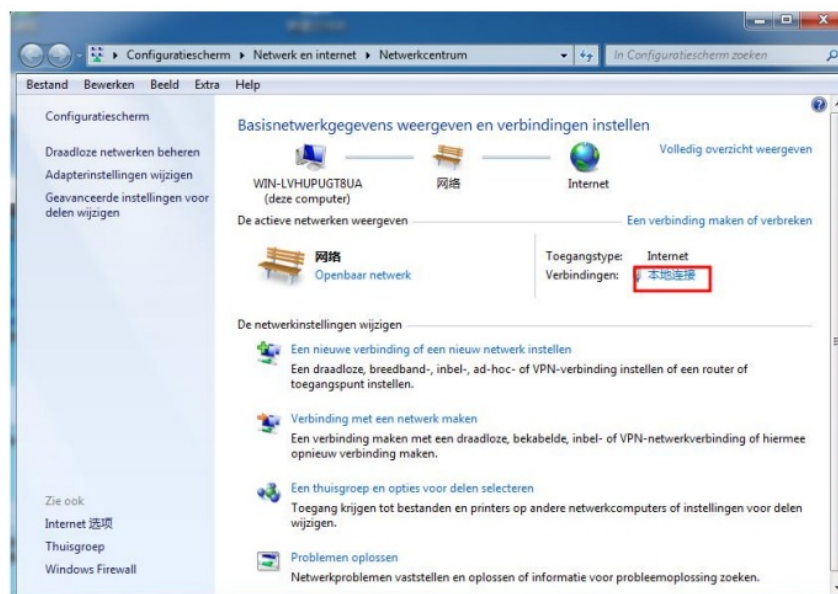 Configuratiescherm ▸ Netwerk en internet ▸ Netwerkcentrum
In Configuratiescherm zoeken
Bestand Bewerken Beeld Extra Help
Configuratiescherm
Draadloze netwerken beheren
Adapterinstellingen wijzigen
Geavanceerde instellingen voor
delen wijzigen
Basisnetwerkgegevens weergeven en verbindingen instellen
Volledig overzicht weergeven
WIN-LVHUPUGT8UA
(deze computer)
网络
Internet
De actieve netwerken weergeven
Een verbinding maken of verbreken
网络
Openbaar netwerk
Toegangstype: Internet
Verbindingen: 本地连接
De netwerkinstellingen wijzigen
Een nieuwe verbinding of een nieuw netwerk instellen
Een draadloze, breedband-, inbel-, ad-hoc- of VPN-verbinding instellen of een router of
toegangspunt instellen.
Verbinding met een netwerk maken
Een verbinding maken met een draadloze, bekabelde, inbel- of VPN-netwerkverbinding of hiermee
opnieuw verbinding maken.
Een thuisgroep en opties voor delen selecteren
Toegang krijgen tot bestanden en printers op andere netwerkcomputers of instellingen voor delen
wijzigen.
Problemen oplossen
Netwerkproblemen vaststellen en oplossen of informatie voor probleemoplossing zoeken.
Zie ook
Internet 选项
Thuisgroep
Windows Firewall